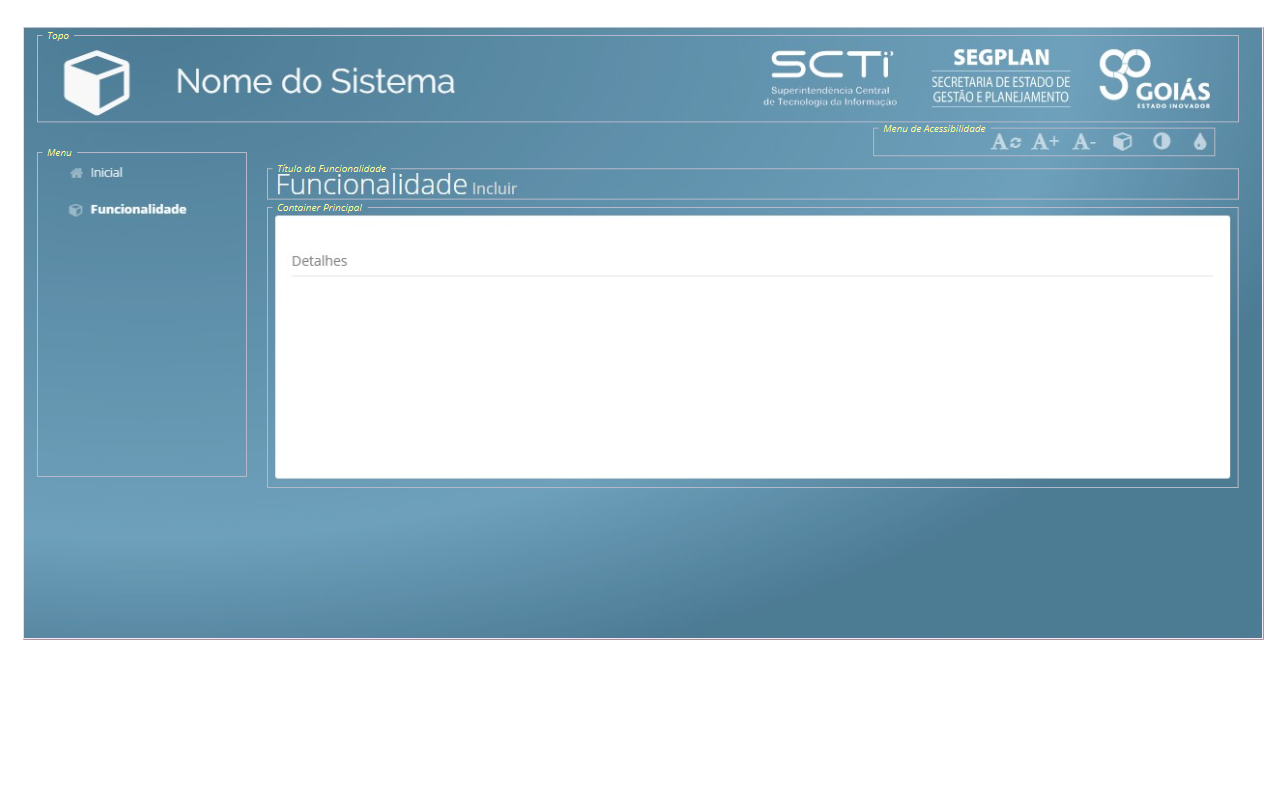 Topo
Nome do Sistema
SCTi
Superintendência Central
de Tecnologia da Informação
SEGPLAN
SECRETARIA DE ESTADO DE
GESTÃO E PLANEJAMENTO
GOIÁS
ESTADO INOVADOR
Menu de Acessibilidade
A A+ A-
Menu
Inicial
Funcionalidade
Título da Funcionalidade
Funcionalidade Incluir
Container Principal
Detalhes